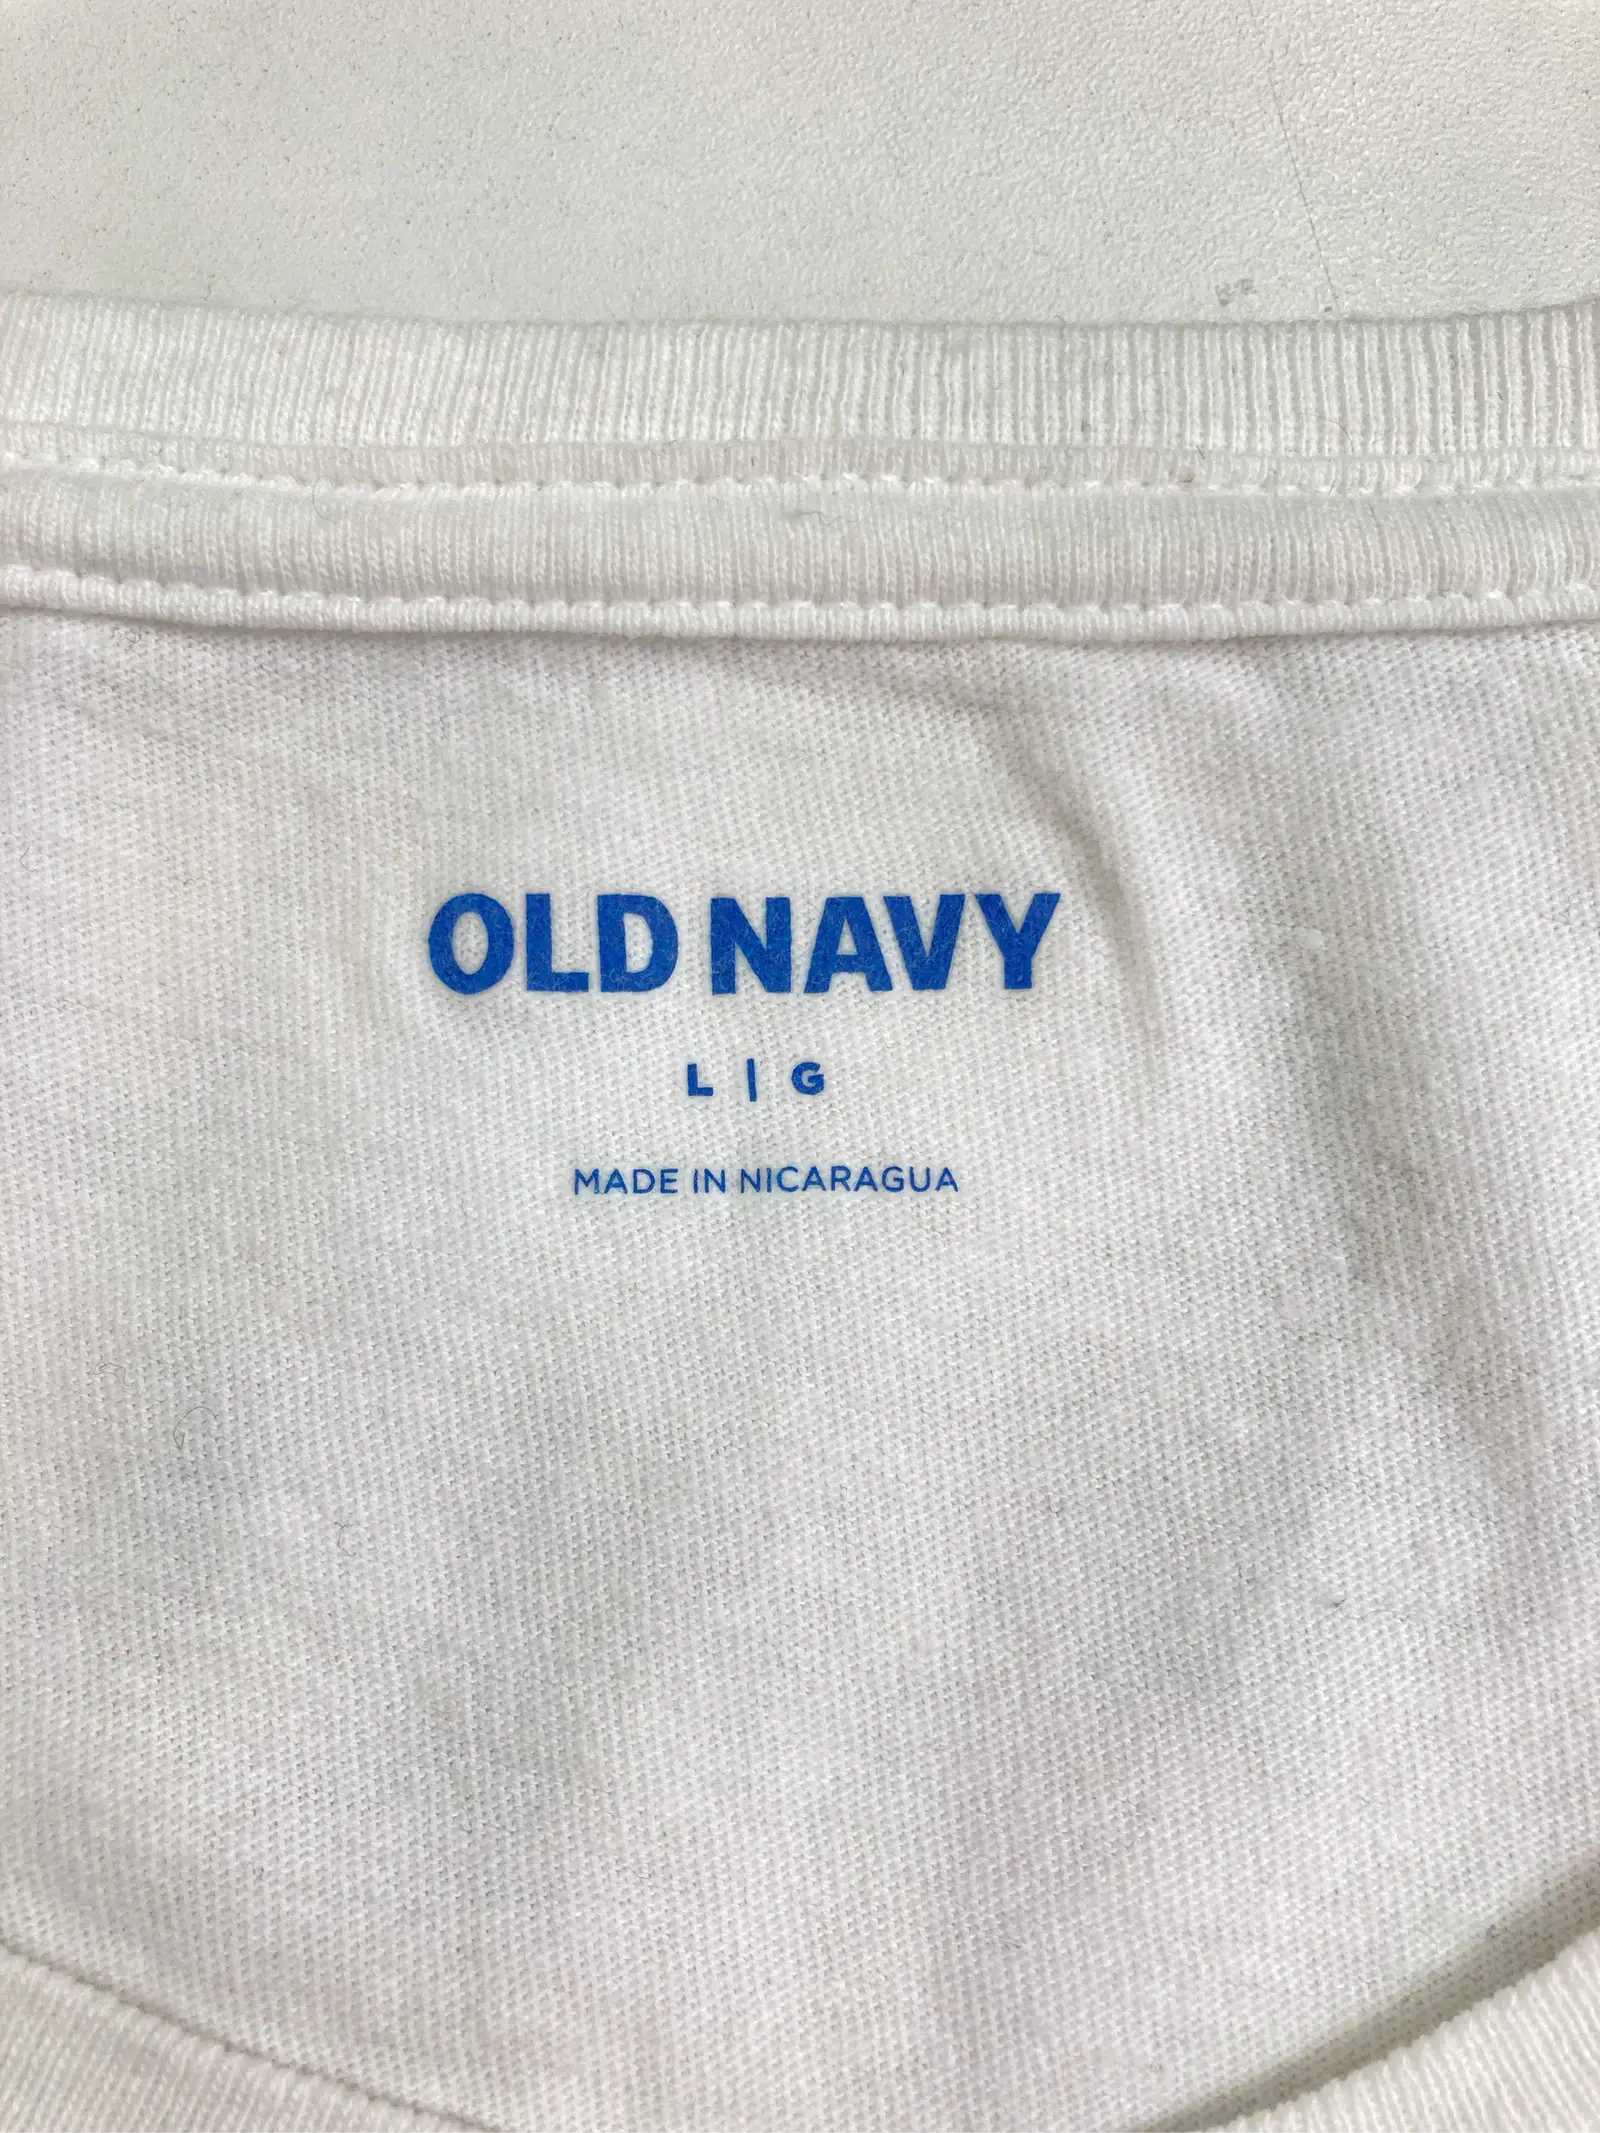 OLD NAVY
L | G
MADE IN NICARAGUA